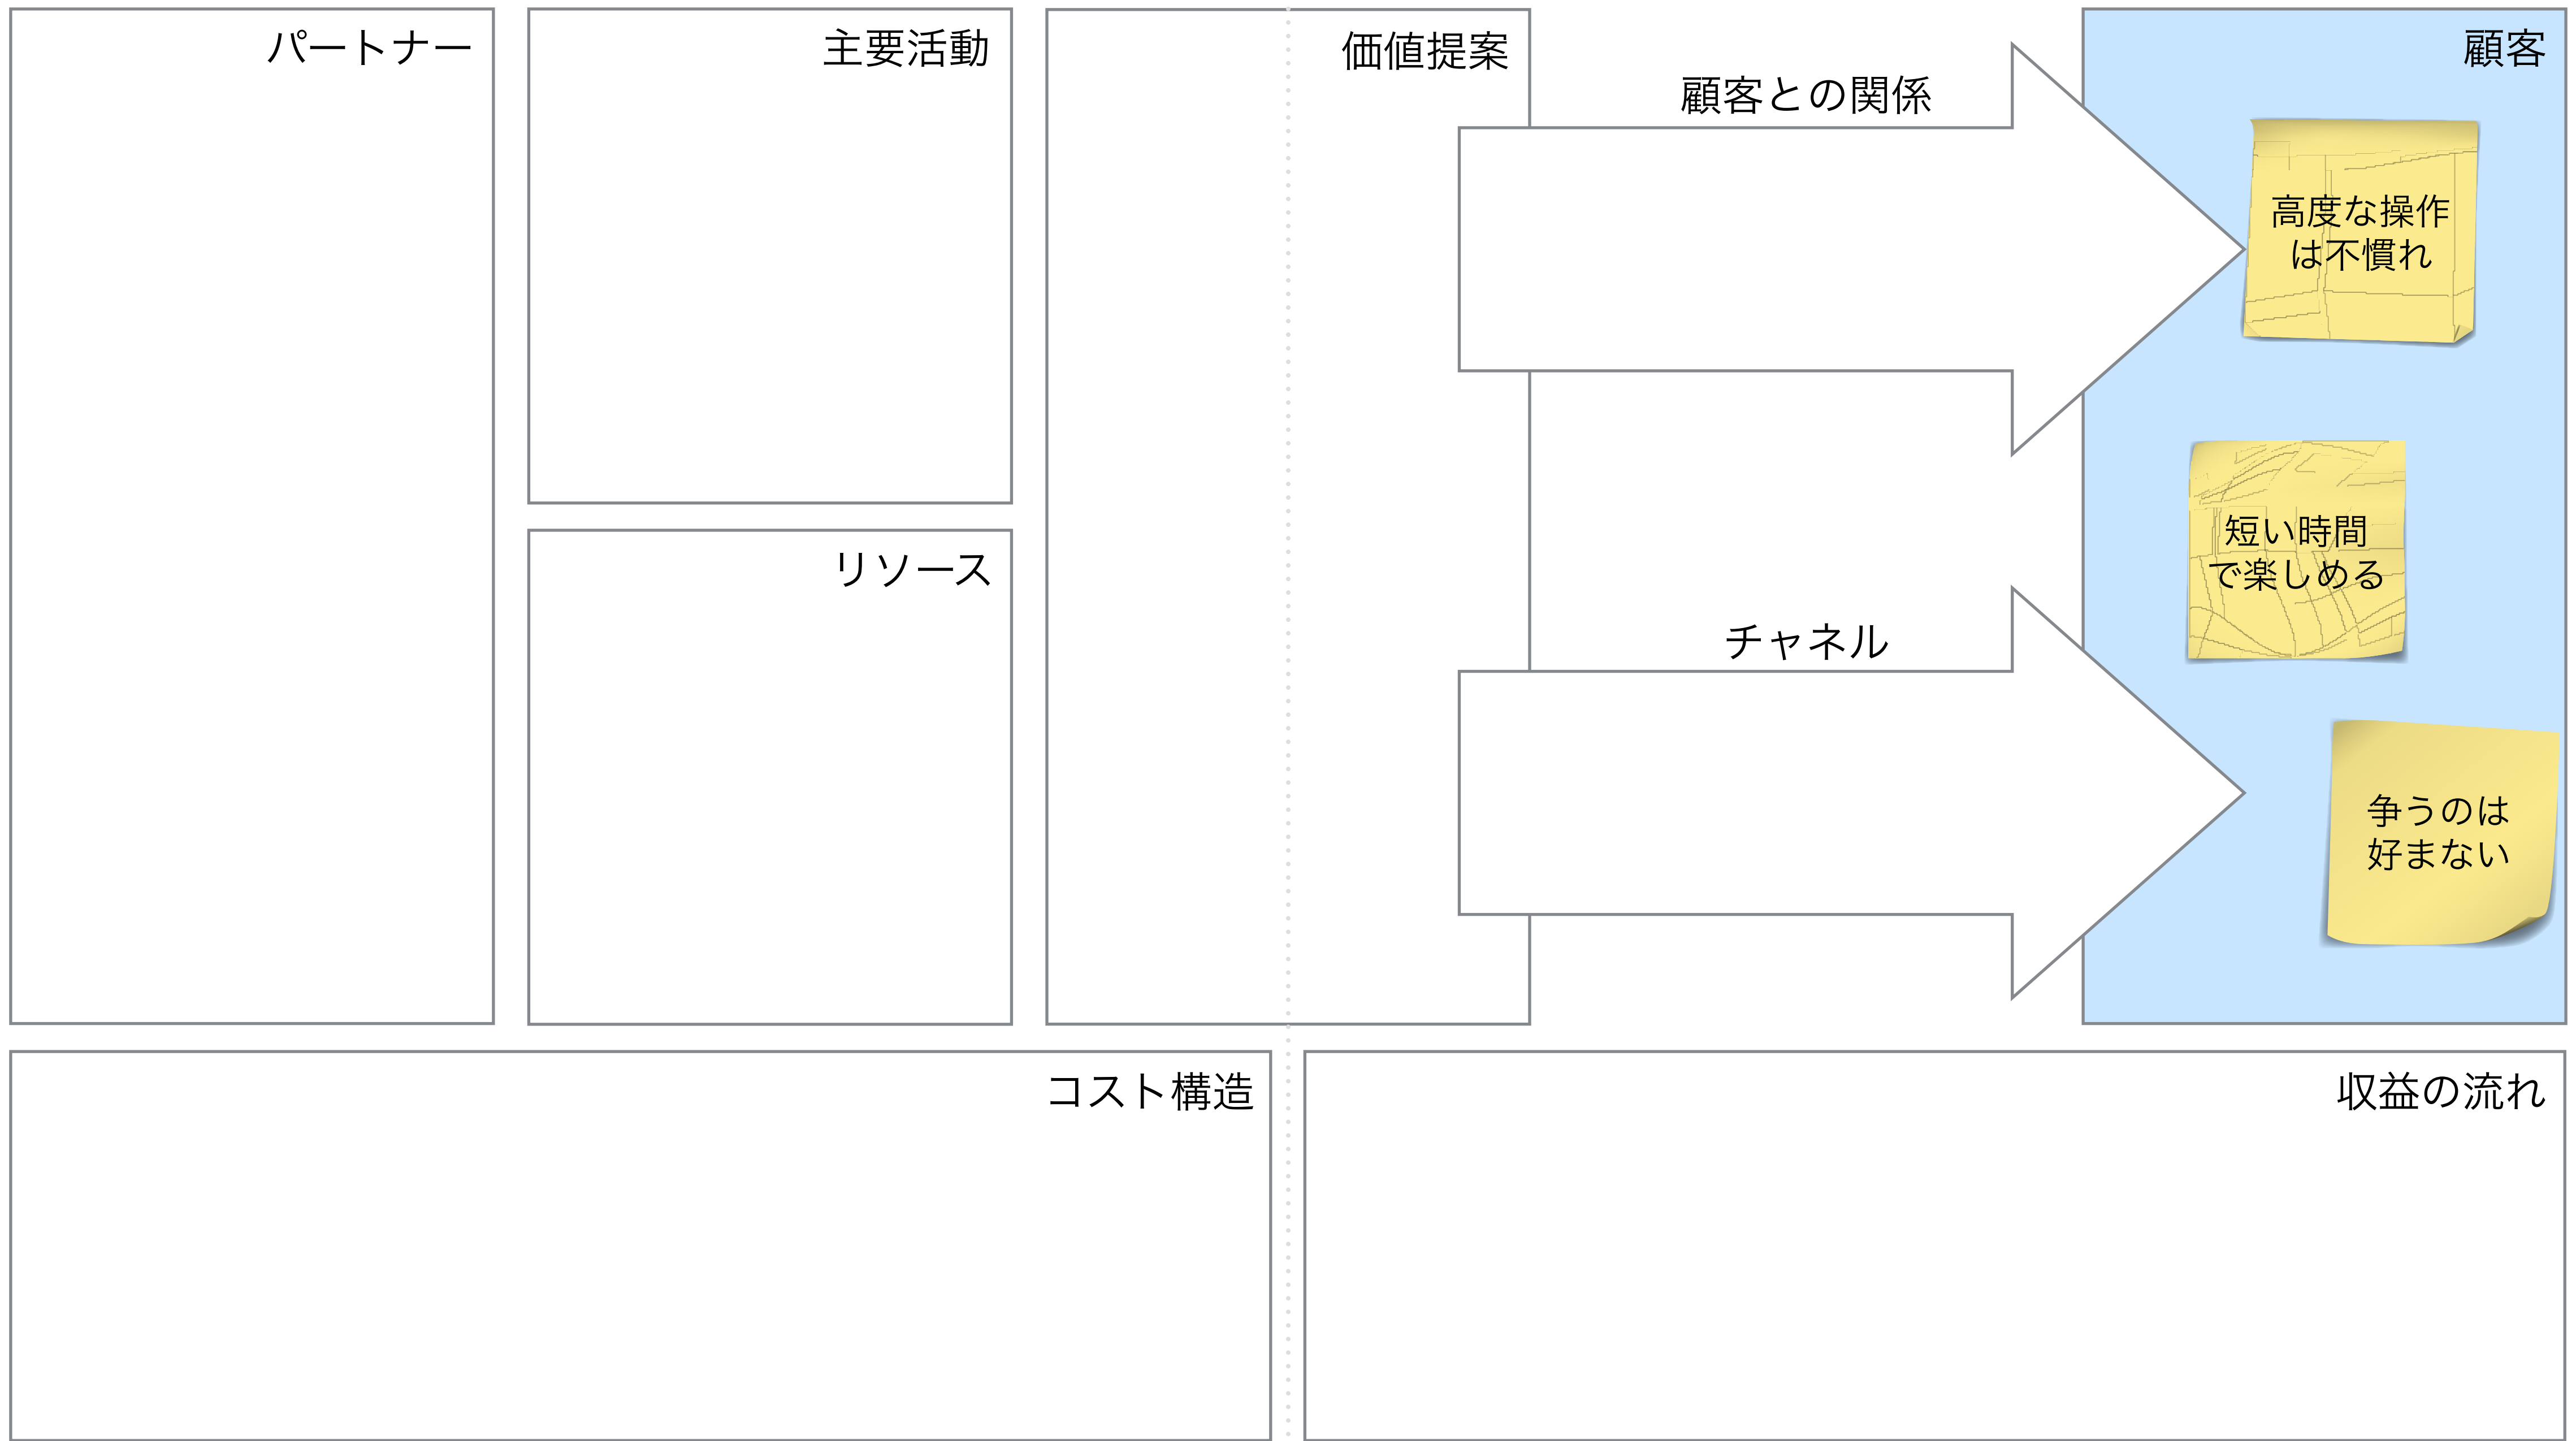 パートナー
主要活動
価値提案
顧客との関係
顧客
高度な操作
は不慣れ
リソース
短い時間
で楽しめる
チャネル
争うのは
好まない
コスト構造
収益の流れ